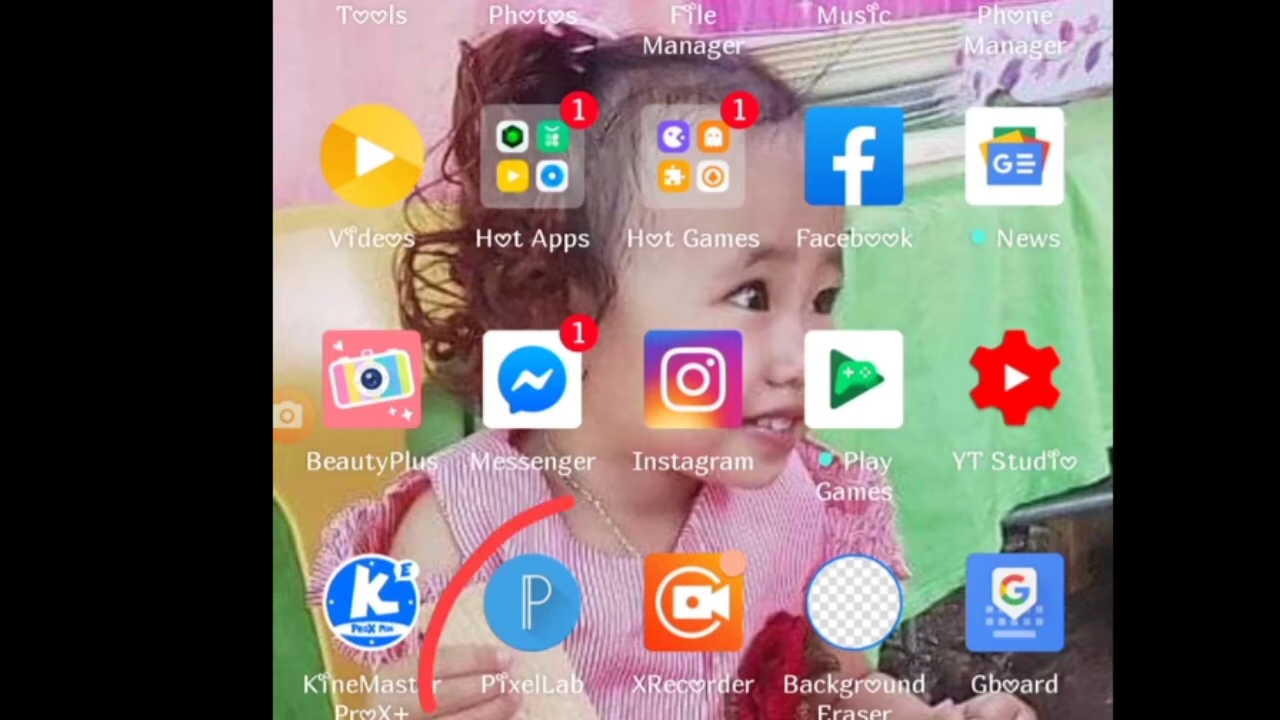 Tools
Photos
File
Manager
Music
Phone
Manager
1
1
f
G
Videos
Hot Apps
Hot Games
Facebook
News
1
BeautyPlus
Messenger
Instagram
Play
Games
YT Studio
K E
ProX
P
G
KineMaster
ProX+
PixelLab
XRecorder
Background
Eraser
Gboard